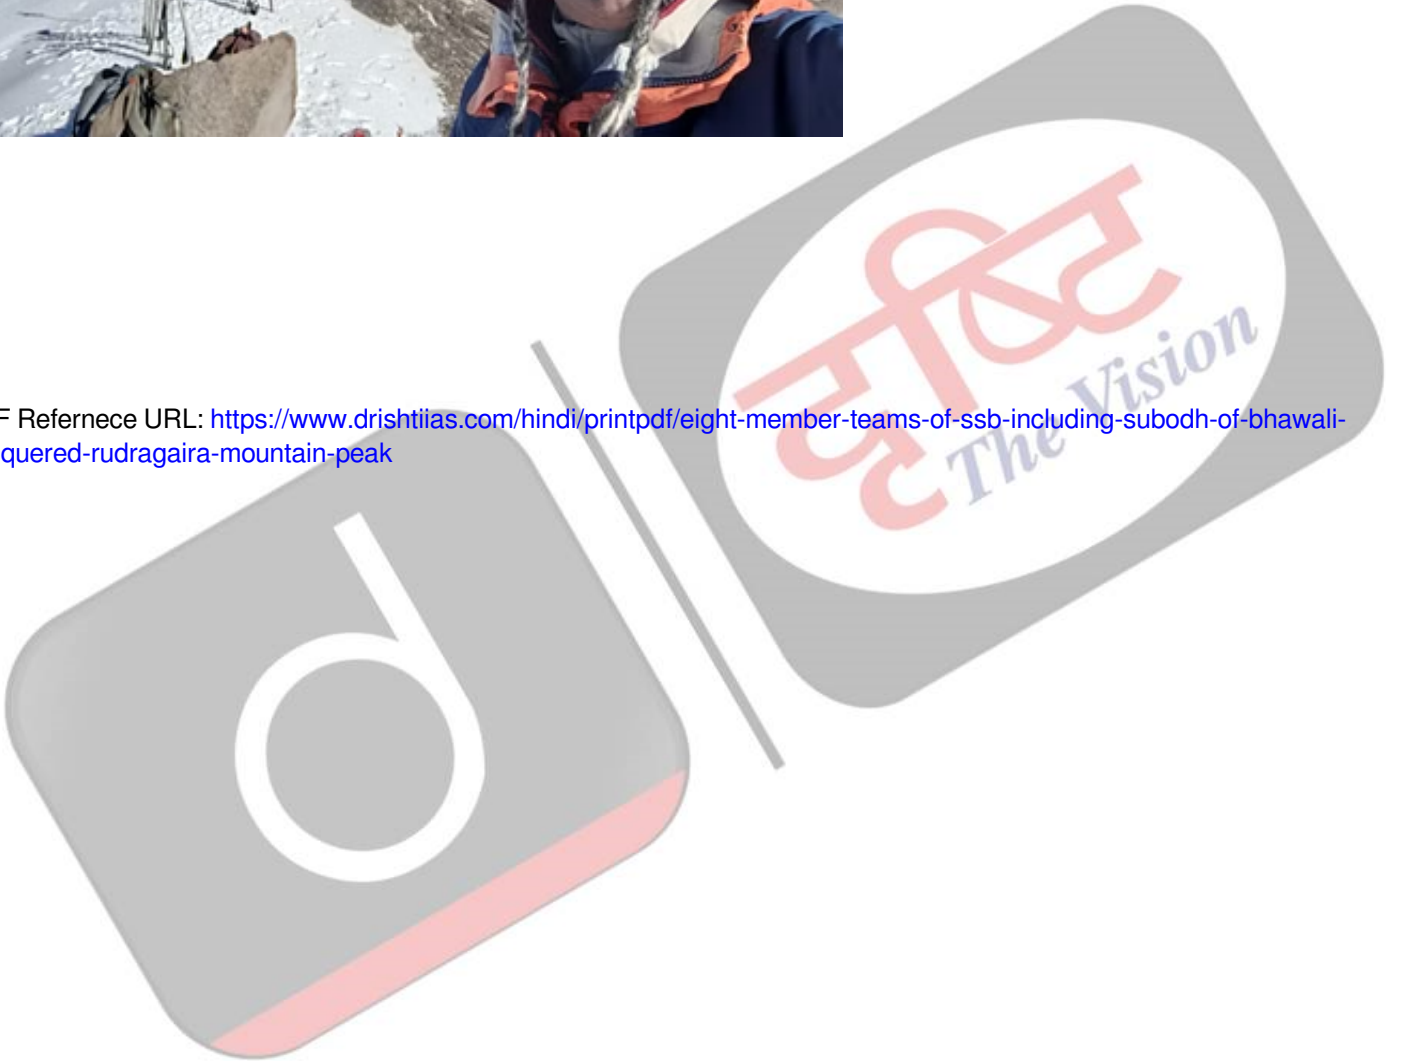 दृष्टि
The Vision
F Refernece URL: https://www.drishtiias.com/hindi/printpdf/eight-member-teams-of-ssb-including-subodh-of-bhawali-
quered-rudragaira-mountain-peak
d